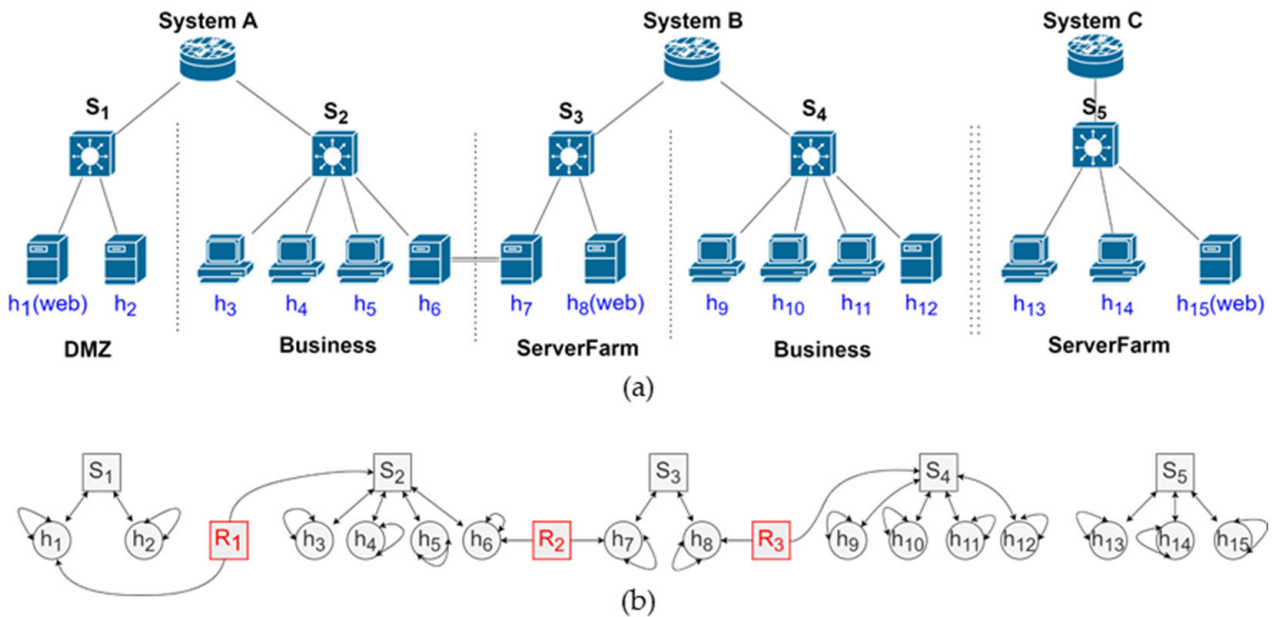 System A System B System C
S₁ S₂ S₃ S₄ S₅
h₁(web) h₂ h₃ h₄ h₅ h₆ h₇ h₈(web) h₉ h₁₀ h₁₁ h₁₂ h₁₃ h₁₄ h₁₅(web)
DMZ Business ServerFarm Business ServerFarm
(a)
S₁ S₂ S₃ S₄ S₅
h₁ h₂ R₁ h₃ h₄ h₅ h₆ R₂ h₇ h₈ R₃ h₉ h₁₀ h₁₁ h₁₂ h₁₃ h₁₄ h₁₅
(b)